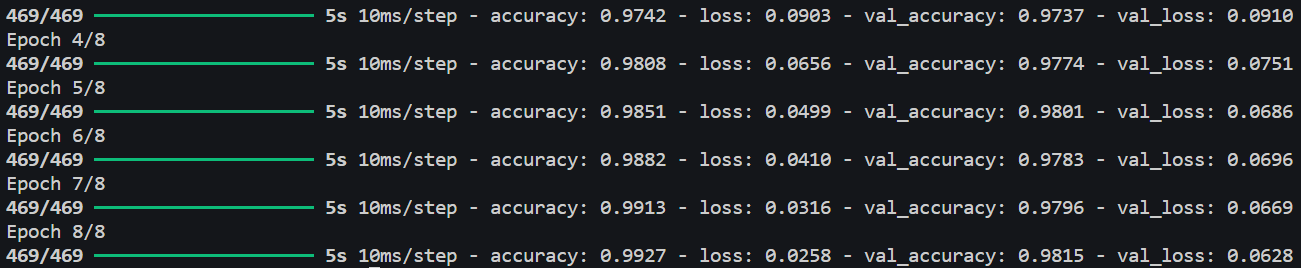 469/469 ━━━━━━━━━━━━━━━━━━━━ 5s 10ms/step - accuracy: 0.9742 - loss: 0.0903 - val_accuracy: 0.9737 - val_loss: 0.0910
Epoch 4/8
469/469 ━━━━━━━━━━━━━━━━━━━━ 5s 10ms/step - accuracy: 0.9808 - loss: 0.0656 - val_accuracy: 0.9774 - val_loss: 0.0751
Epoch 5/8
469/469 ━━━━━━━━━━━━━━━━━━━━ 5s 10ms/step - accuracy: 0.9851 - loss: 0.0499 - val_accuracy: 0.9801 - val_loss: 0.0686
Epoch 6/8
469/469 ━━━━━━━━━━━━━━━━━━━━ 5s 10ms/step - accuracy: 0.9882 - loss: 0.0410 - val_accuracy: 0.9783 - val_loss: 0.0696
Epoch 7/8
469/469 ━━━━━━━━━━━━━━━━━━━━ 5s 10ms/step - accuracy: 0.9913 - loss: 0.0316 - val_accuracy: 0.9796 - val_loss: 0.0669
Epoch 8/8
469/469 ━━━━━━━━━━━━━━━━━━━━ 5s 10ms/step - accuracy: 0.9927 - loss: 0.0258 - val_accuracy: 0.9815 - val_loss: 0.0628